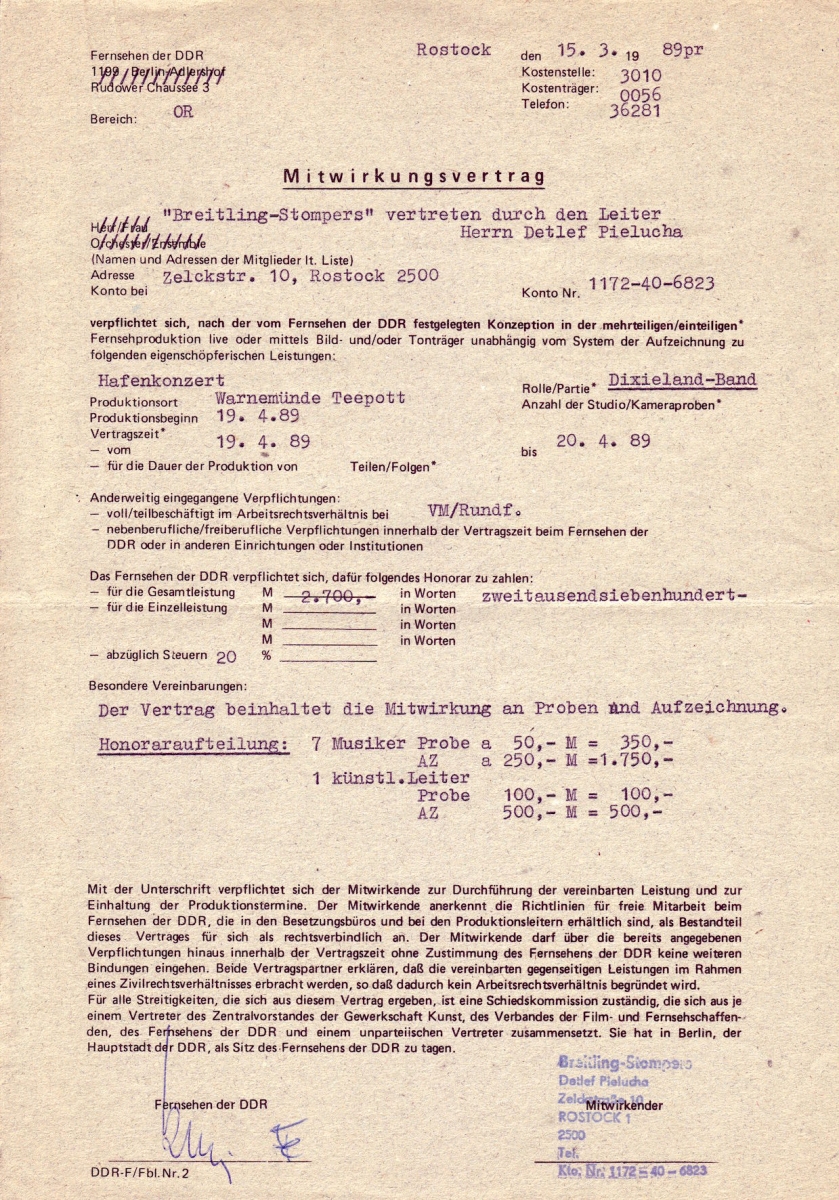 Fernsehen der DDR
Rostock den 15. 3. 19 89pr
1199 Berlin-Adlershof
Rudower Chaussee 3
Kostenstelle: 3010
Kostenträger: 0056
Telefon: 36281
Bereich: OR
Mitwirkungsvertrag
"Breitling-Stompers" vertreten durch den Leiter
Herr/Frau
Herrn Detlef Pielucha
Orchester/Ensemble
(Namen und Adressen der Mitglieder lt. Liste)
Adresse Zelckstr. 10, Rostock 2500
Konto bei
Konto Nr. 1172-40-6823
verpflichtet sich, nach der vom Fernsehen der DDR festgelegten Konzeption in der mehrteiligen/einteiligen*
Fernsehproduktion live oder mittels Bild- und/oder Tonträger unabhängig vom System der Aufzeichnung zu
folgenden eigenschöpferischen Leistungen:
Hafenkonzert
Rolle/Partie* Dixieland-Band
Produktionsort Warnemünde Teepott
Anzahl der Studio/Kameraproben*
Produktionsbeginn 19. 4.89
Vertragszeit*
– vom 19. 4. 89 bis 20. 4. 89
– für die Dauer der Produktion von Teilen/Folgen*
Anderweitig eingegangene Verpflichtungen:
– voll/teilbeschäftigt im Arbeitsrechtsverhältnis bei VM/Rundf.
– nebenberufliche/freiberufliche Verpflichtungen innerhalb der Vertragszeit beim Fernsehen der
DDR oder in anderen Einrichtungen oder Institutionen
Das Fernsehen der DDR verpflichtet sich, dafür folgendes Honorar zu zahlen:
– für die Gesamtleistung M 2.700,- in Worten zweitausendsiebenhundert-
– für die Einzelleistung M in Worten
M in Worten
M in Worten
– abzüglich Steuern 20 %
Besondere Vereinbarungen:
Der Vertrag beinhaltet die Mitwirkung an Proben und Aufzeichnung.
Honoraraufteilung: 7 Musiker Probe a 50,- M = 350,-
AZ a 250,- M =1.750,-
1 künstl.Leiter
Probe 100,- M = 100,-
AZ 500,- M = 500,-
Mit der Unterschrift verpflichtet sich der Mitwirkende zur Durchführung der vereinbarten Leistung und zur
Einhaltung der Produktionstermine. Der Mitwirkende anerkennt die Richtlinien für freie Mitarbeit beim
Fernsehen der DDR, die in den Besetzungsbüros und bei den Produktionsleitern erhältlich sind, als Bestandteil
dieses Vertrages für sich als rechtsverbindlich an. Der Mitwirkende darf über die bereits angegebenen
Verpflichtungen hinaus innerhalb der Vertragszeit ohne Zustimmung des Fernsehens der DDR keine weiteren
Bindungen eingehen. Beide Vertragspartner erklären, daß die vereinbarten gegenseitigen Leistungen im Rahmen
eines Zivilrechtsverhältnisses erbracht werden, so daß dadurch kein Arbeitsrechtsverhältnis begründet wird.
Für alle Streitigkeiten, die sich aus diesem Vertrag ergeben, ist eine Schiedskommission zuständig, die sich aus je
einem Vertreter des Zentralvorstandes der Gewerkschaft Kunst, des Verbandes der Film- und Fernsehschaffen-
den, des Fernsehens der DDR und einem unparteiischen Vertreter zusammensetzt. Sie hat in Berlin, der
Hauptstadt der DDR, als Sitz des Fernsehens der DDR zu tagen.
Breitling-Stompers
Detlef Pielucha
Zelckstraße 10
Fernsehen der DDR
Mitwirkender
ROSTOCK 1
2500
Tel.
Kto. Nr. 1172-40-6823
DDR-F/Fbl.Nr.2